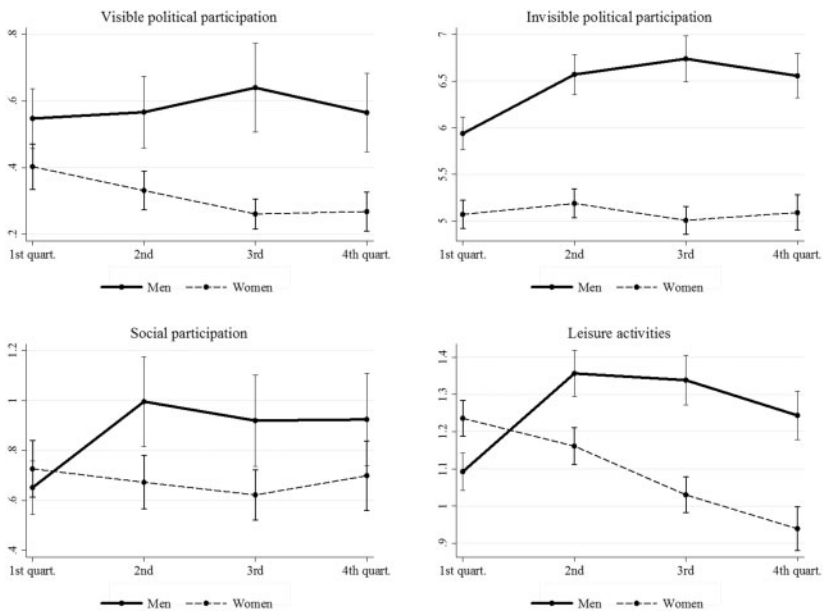 Visible political participation
.8
.6
.4
.2
1st quart. 2nd 3rd 4th quart.
Men Women
Invisible political participation
7
6.5
6
5.5
5
1st quart. 2nd 3rd 4th quart.
Men Women
Social participation
1.2
1
.8
.6
.4
1st quart. 2nd 3rd 4th quart.
Men Women
Leisure activities
1.4
1.3
1.2
1.1
1
.9
1st quart. 2nd 3rd 4th quart.
Men Women